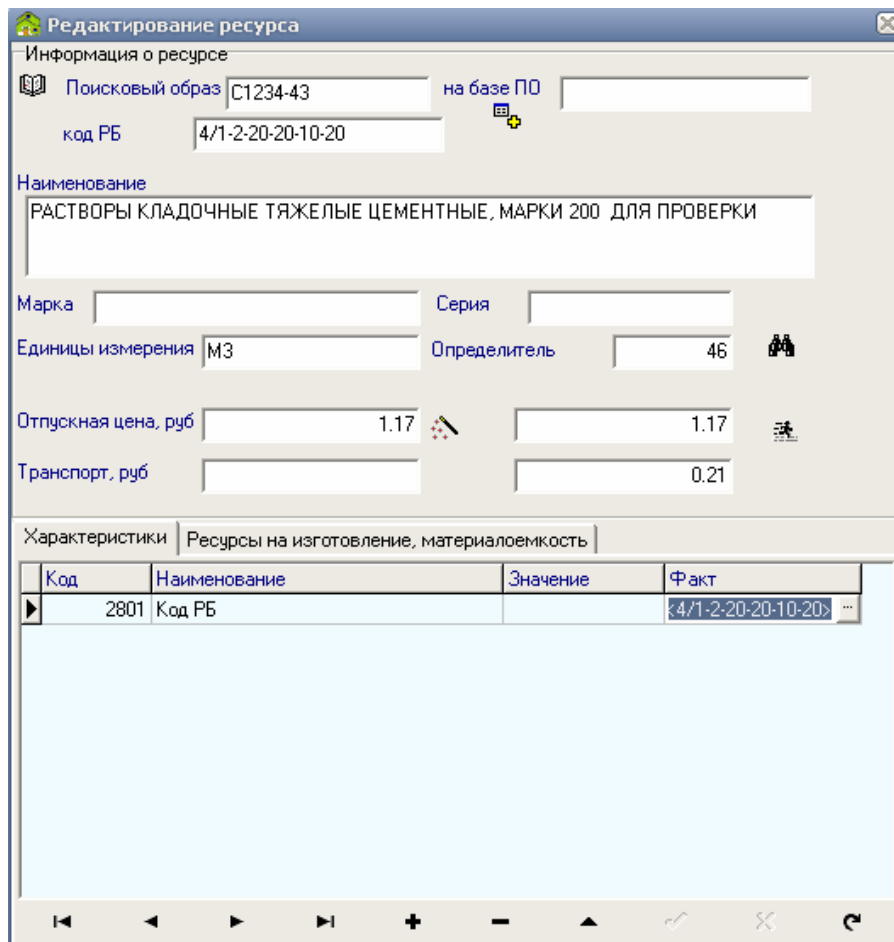 Редактирование ресурса
Информация о ресурсе
Поисковый образ С1234-43 на базе ПО
код РБ 4/1-2-20-20-10-20
Наименование
РАСТВОРЫ КЛАДОЧНЫЕ ТЯЖЕЛЫЕ ЦЕМЕНТНЫЕ, МАРКИ 200 ДЛЯ ПРОВЕРКИ
Марка Серия
Единицы измерения М3 Определитель 46
Отпускная цена, руб 1.17 1.17
Транспорт, руб 0.21
Характеристики Ресурсы на изготовление, материалоемкость
Код Наименование Значение Факт
2801 Код РБ <4/1-2-20-20-10-20> ...